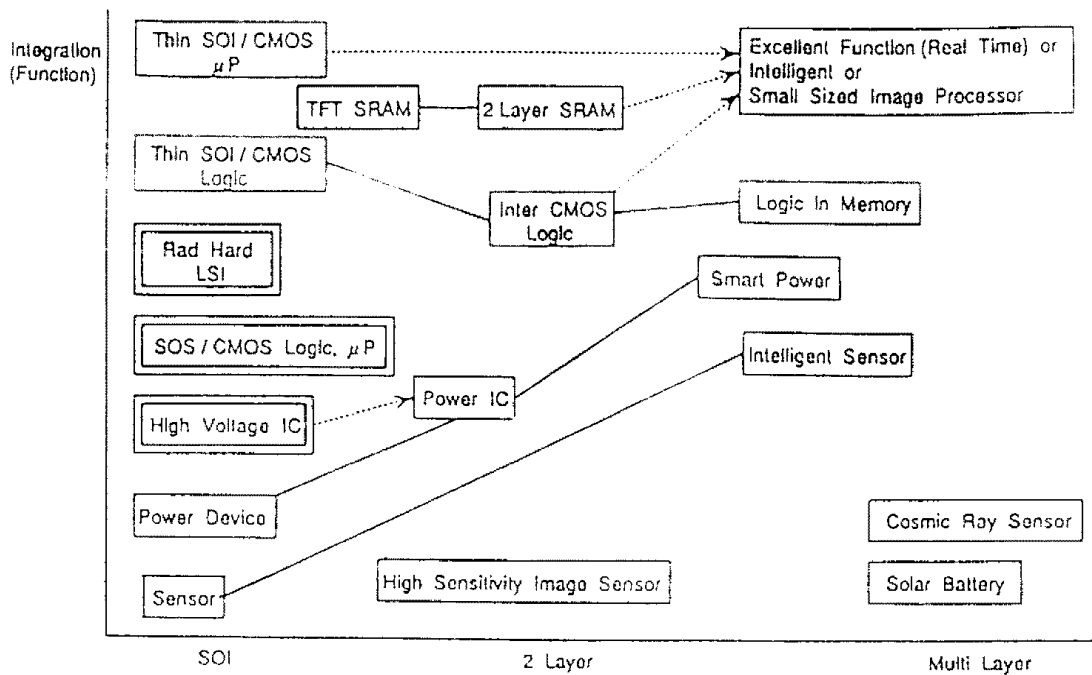 Integration
(Function)
Thin SOI / CMOS
μP
Excellent Function (Real Time) or
Intelligent or
Small Sized Image Processor
TFT SRAM
2 Layer SRAM
Thin SOI / CMOS
Logic
Inter CMOS
Logic
Logic In Memory
Rad Hard
LSI
Smart Power
SOS / CMOS Logic, μP
Intelligent Sensor
Power IC
High Voltage IC
Power Device
Cosmic Ray Sensor
High Sensitivity Image Sensor
Solar Battery
Sensor
SOI
2 Layer
Multi Layer